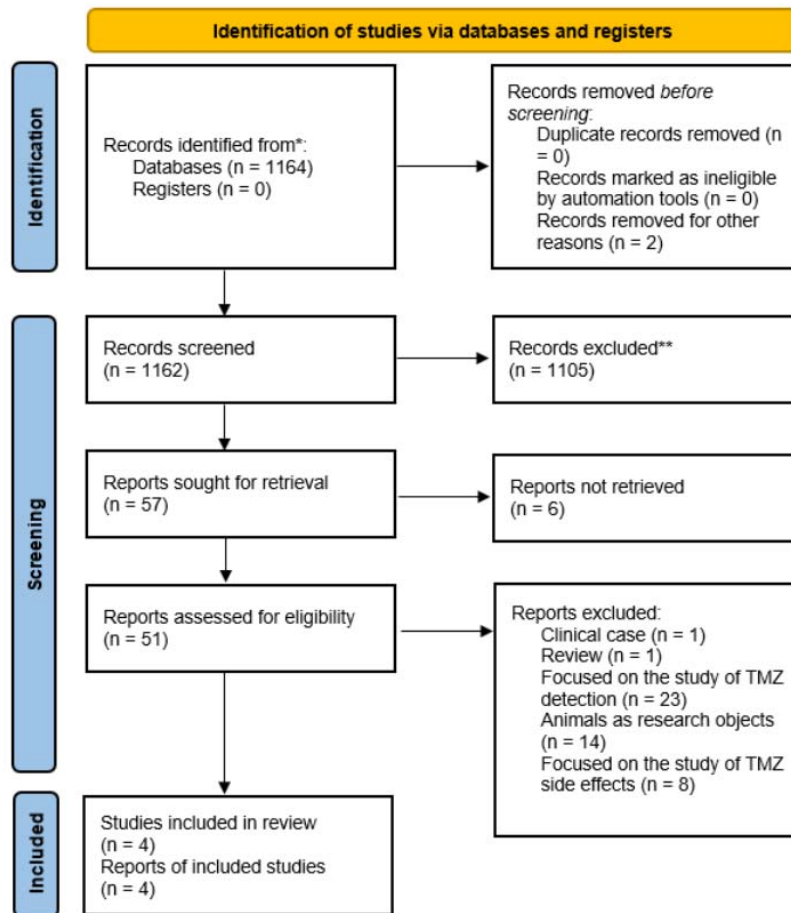 Identification of studies via databases and registers
Identification
Records identified from*:
Databases (n = 1164)
Registers (n = 0)
Records removed before
screening:
Duplicate records removed (n
= 0)
Records marked as ineligible
by automation tools (n = 0)
Records removed for other
reasons (n = 2)
Screening
Records screened
(n = 1162)
Records excluded**
(n = 1105)
Reports sought for retrieval
(n = 57)
Reports not retrieved
(n = 6)
Reports assessed for eligibility
(n = 51)
Reports excluded:
Clinical case (n = 1)
Review (n = 1)
Focused on the study of TMZ
detection (n = 23)
Animals as research objects
(n = 14)
Focused on the study of TMZ
side effects (n = 8)
Included
Studies included in review
(n = 4)
Reports of included studies
(n = 4)